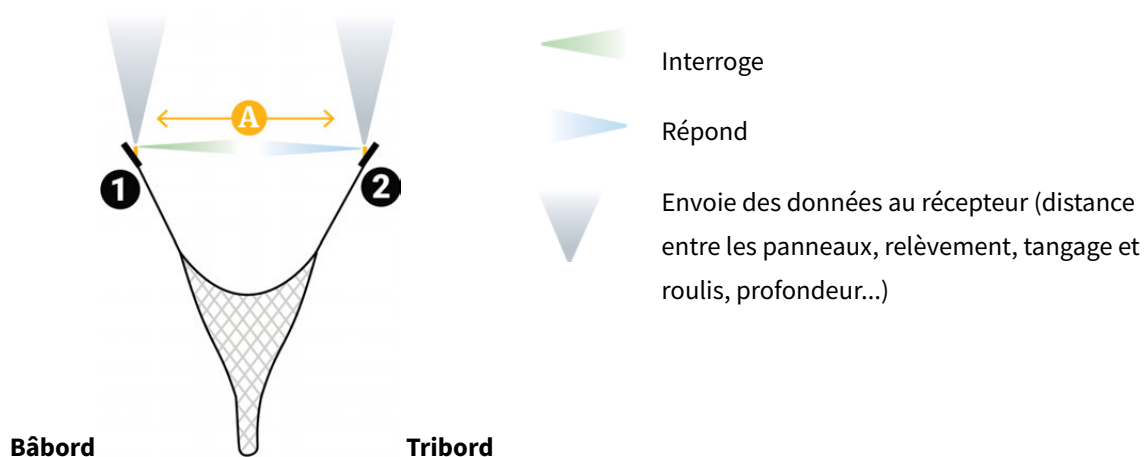 A
1
2
Bâbord
Tribord
Interroge
Répond
Envoie des données au récepteur (distance
entre les panneaux, relèvement, tangage et
roulis, profondeur...)